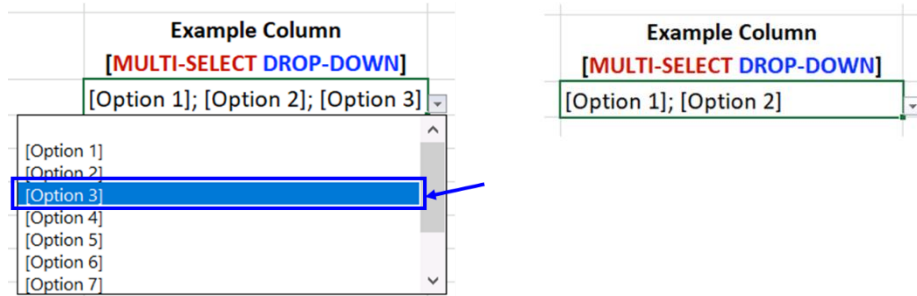 Example Column
[MULTI-SELECT DROP-DOWN]
[Option 1]; [Option 2]; [Option 3]
[Option 1]
[Option 2]
[Option 3]
[Option 4]
[Option 5]
[Option 6]
[Option 7]
Example Column
[MULTI-SELECT DROP-DOWN]
[Option 1]; [Option 2]